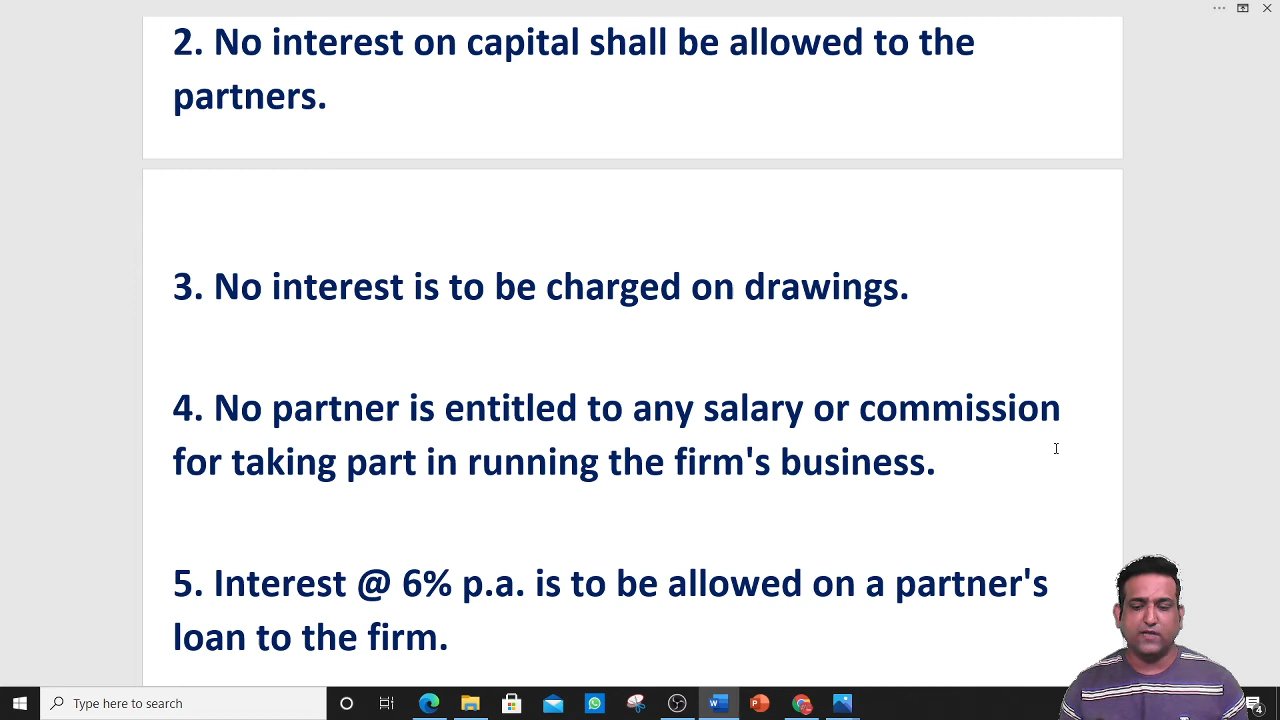 2. No interest on capital shall be allowed to the
partners.
3. No interest is to be charged on drawings.
4. No partner is entitled to any salary or commission
for taking part in running the firm's business.
5. Interest @ 6% p.a. is to be allowed on a partner's
loan to the firm.
Type here to search
4